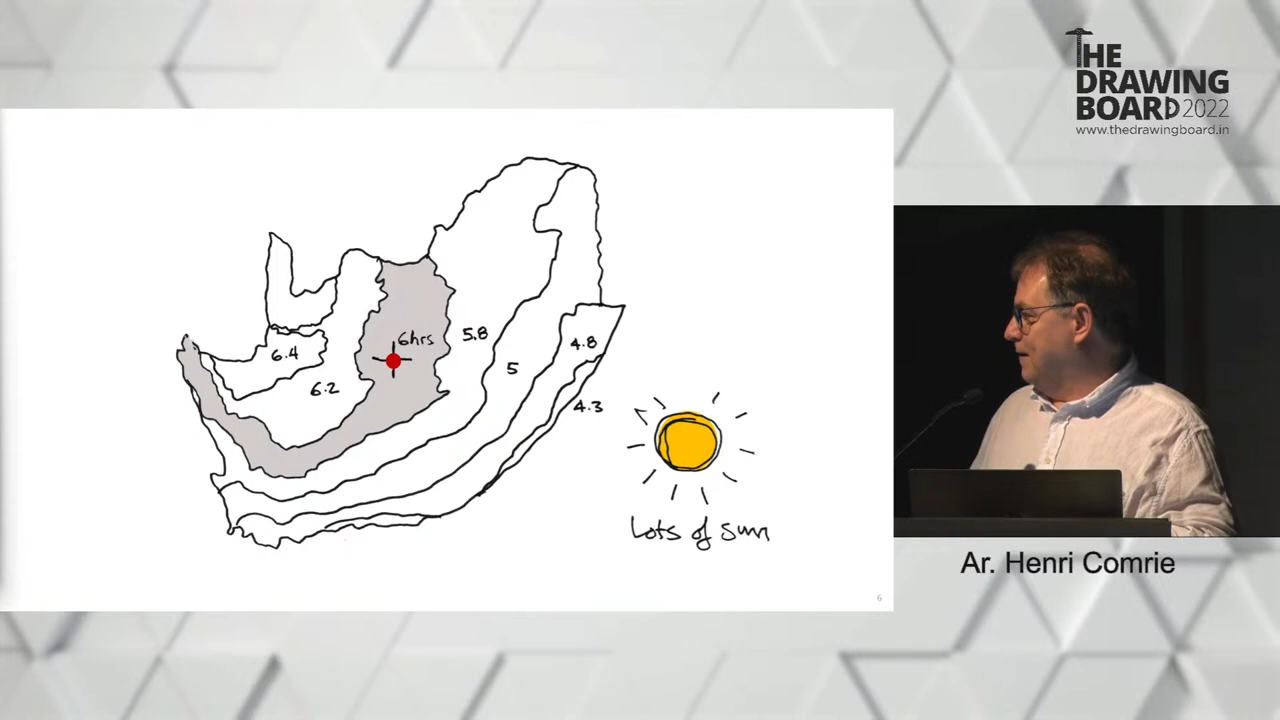 THE
DRAWING
BOARD 2022
www.thedrawingboard.in
6hrs
5.8
4.8
6.4
5
6.2
4.3
Lots of sun
Ar. Henri Comrie
6